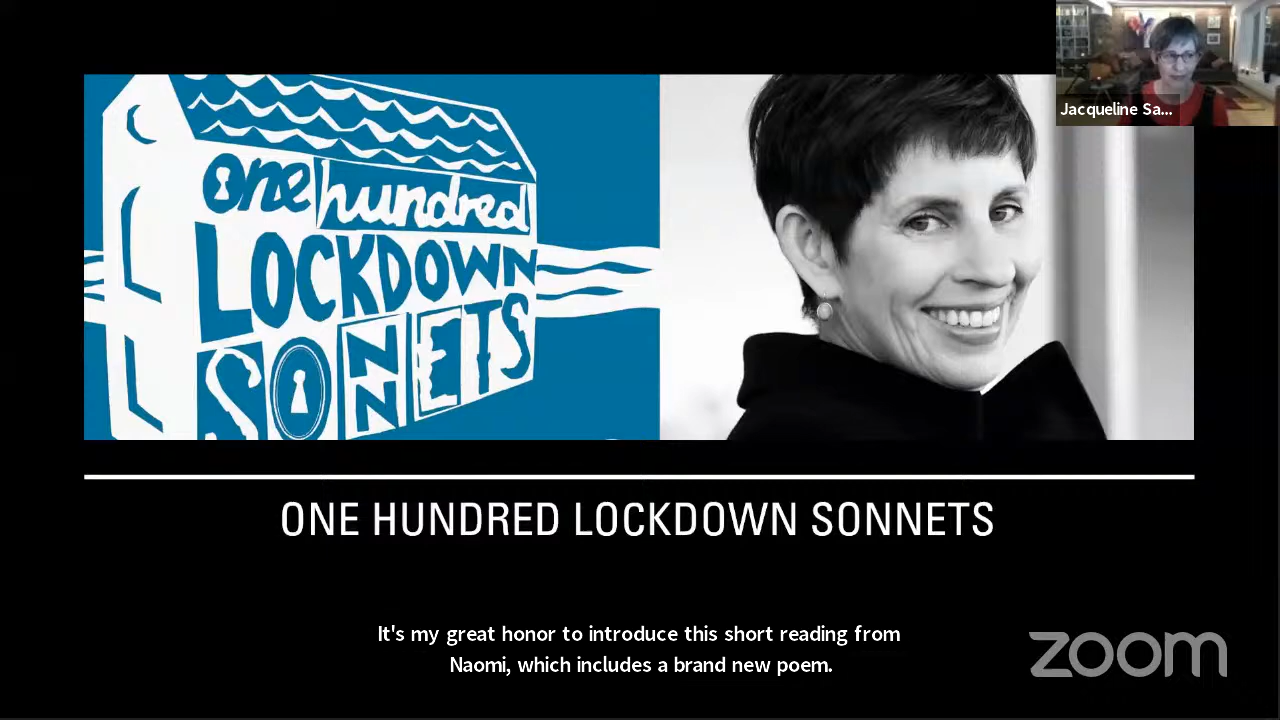 Jacqueline Sa...
one hundred
LOCKDOWN
SONNETS
ONE HUNDRED LOCKDOWN SONNETS
It's my great honor to introduce this short reading from
Naomi, which includes a brand new poem.
zoom